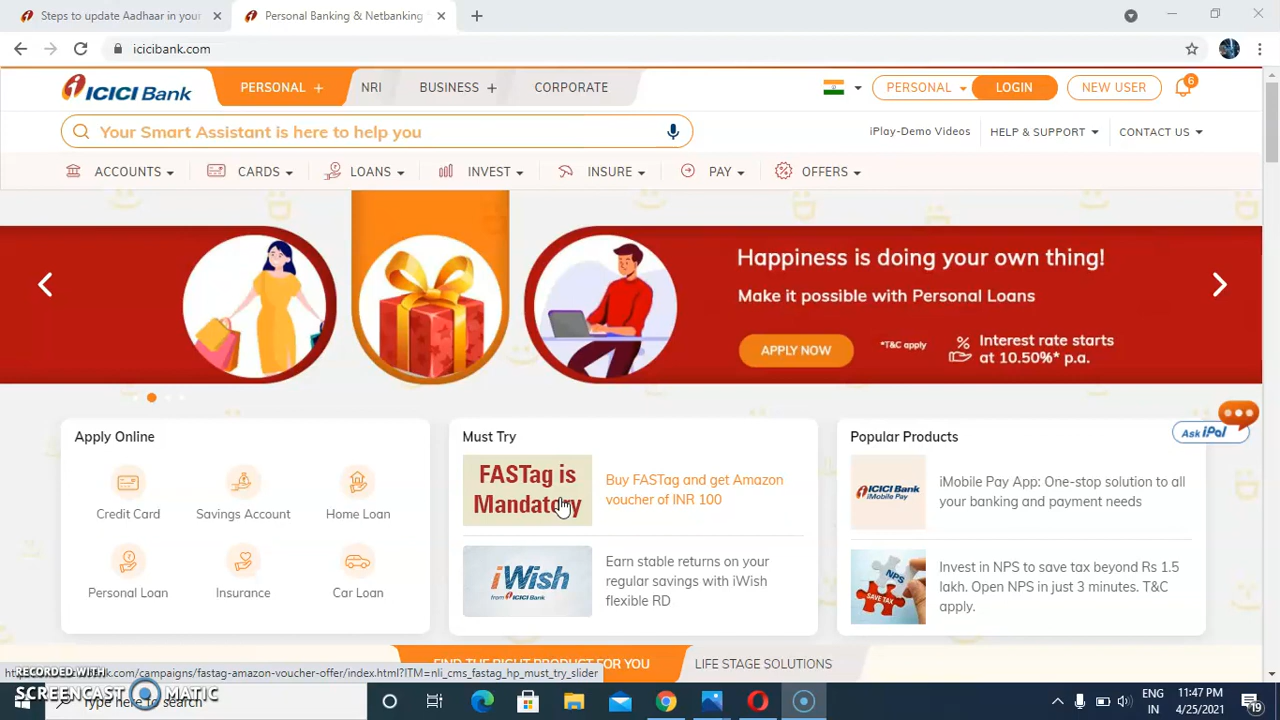 Steps to update Aadhaar in your
Personal Banking & Netbanking
icicibank.com
ICICI Bank
PERSONAL +
NRI
BUSINESS +
CORPORATE
PERSONAL
LOGIN
NEW USER
6
Your Smart Assistant is here to help you
iPlay-Demo Videos
HELP & SUPPORT
CONTACT US
ACCOUNTS
CARDS
LOANS
INVEST
INSURE
PAY
OFFERS
Happiness is doing your own thing!
Make it possible with Personal Loans
APPLY NOW
*T&C apply
%
Interest rate starts
at 10.50%* p.a.
Apply Online
Credit Card
Savings Account
Home Loan
Personal Loan
Insurance
Car Loan
Must Try
FASTag is
Mandatory
Buy FASTag and get Amazon
voucher of INR 100
iWish
from ICICI Bank
Earn stable returns on your
regular savings with iWish
flexible RD
Popular Products
Ask iPal
ICICI Bank
iMobile Pay
iMobile Pay App: One-stop solution to all
your banking and payment needs
NPS
SAVE TAX
Invest in NPS to save tax beyond Rs 1.5
lakh. Open NPS in just 3 minutes. T&C
apply.
FIND THE RIGHT PRODUCT FOR YOU
LIFE STAGE SOLUTIONS
nk.com/campaigns/fastag-amazon-voucher-offer/index.html?ITM=nli_cms_fastag_hp_must_try_slider
RECORDED WITH
SCREENCAST MATIC
Type here to search
ENG
IN
11:47 PM
4/25/2021
19